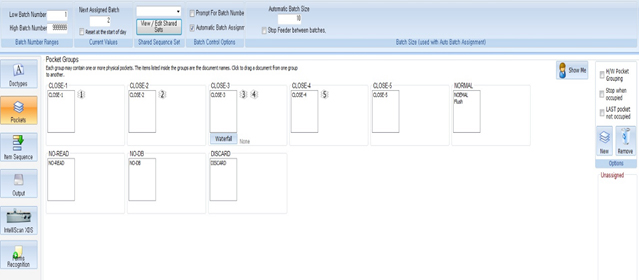 Low Batch Number 1
High Batch Number 999999
Batch Number Ranges
Next Assigned Batch
2
Reset at the start of day
Current Values
View / Edit Shared Sets
Shared Sequence Set
Prompt For Batch Numbe
Automatic Batch Assignm
Batch Control Options
Automatic Batch Size
10
Stop Feeder between batches.
Batch Size (used with Auto Batch Assignment)
Doctypes
Pockets
Item Sequence
Output
IntelliScan XDS
Recognition
Pocket Groups
Each group may contain one or more physical pockets. The items listed inside the groups are the document names. Click to drag a document from one group
to another.
Show Me
CLOSE-1
CLOSE-1
1
CLOSE-2
CLOSE-2
2
CLOSE-3
CLOSE-3
3 4
Waterfall
None
CLOSE-4
CLOSE-4
5
CLOSE-5
CLOSE-5
NORMAL
NORMAL
Flush
NO-READ
NO-READ
NO-DB
NO-DB
DISCARD
DISCARD
H/W Pocket
Grouping
Stop when
occupied
LAST pocket
not occupied
New
Remove
Options
Unassigned